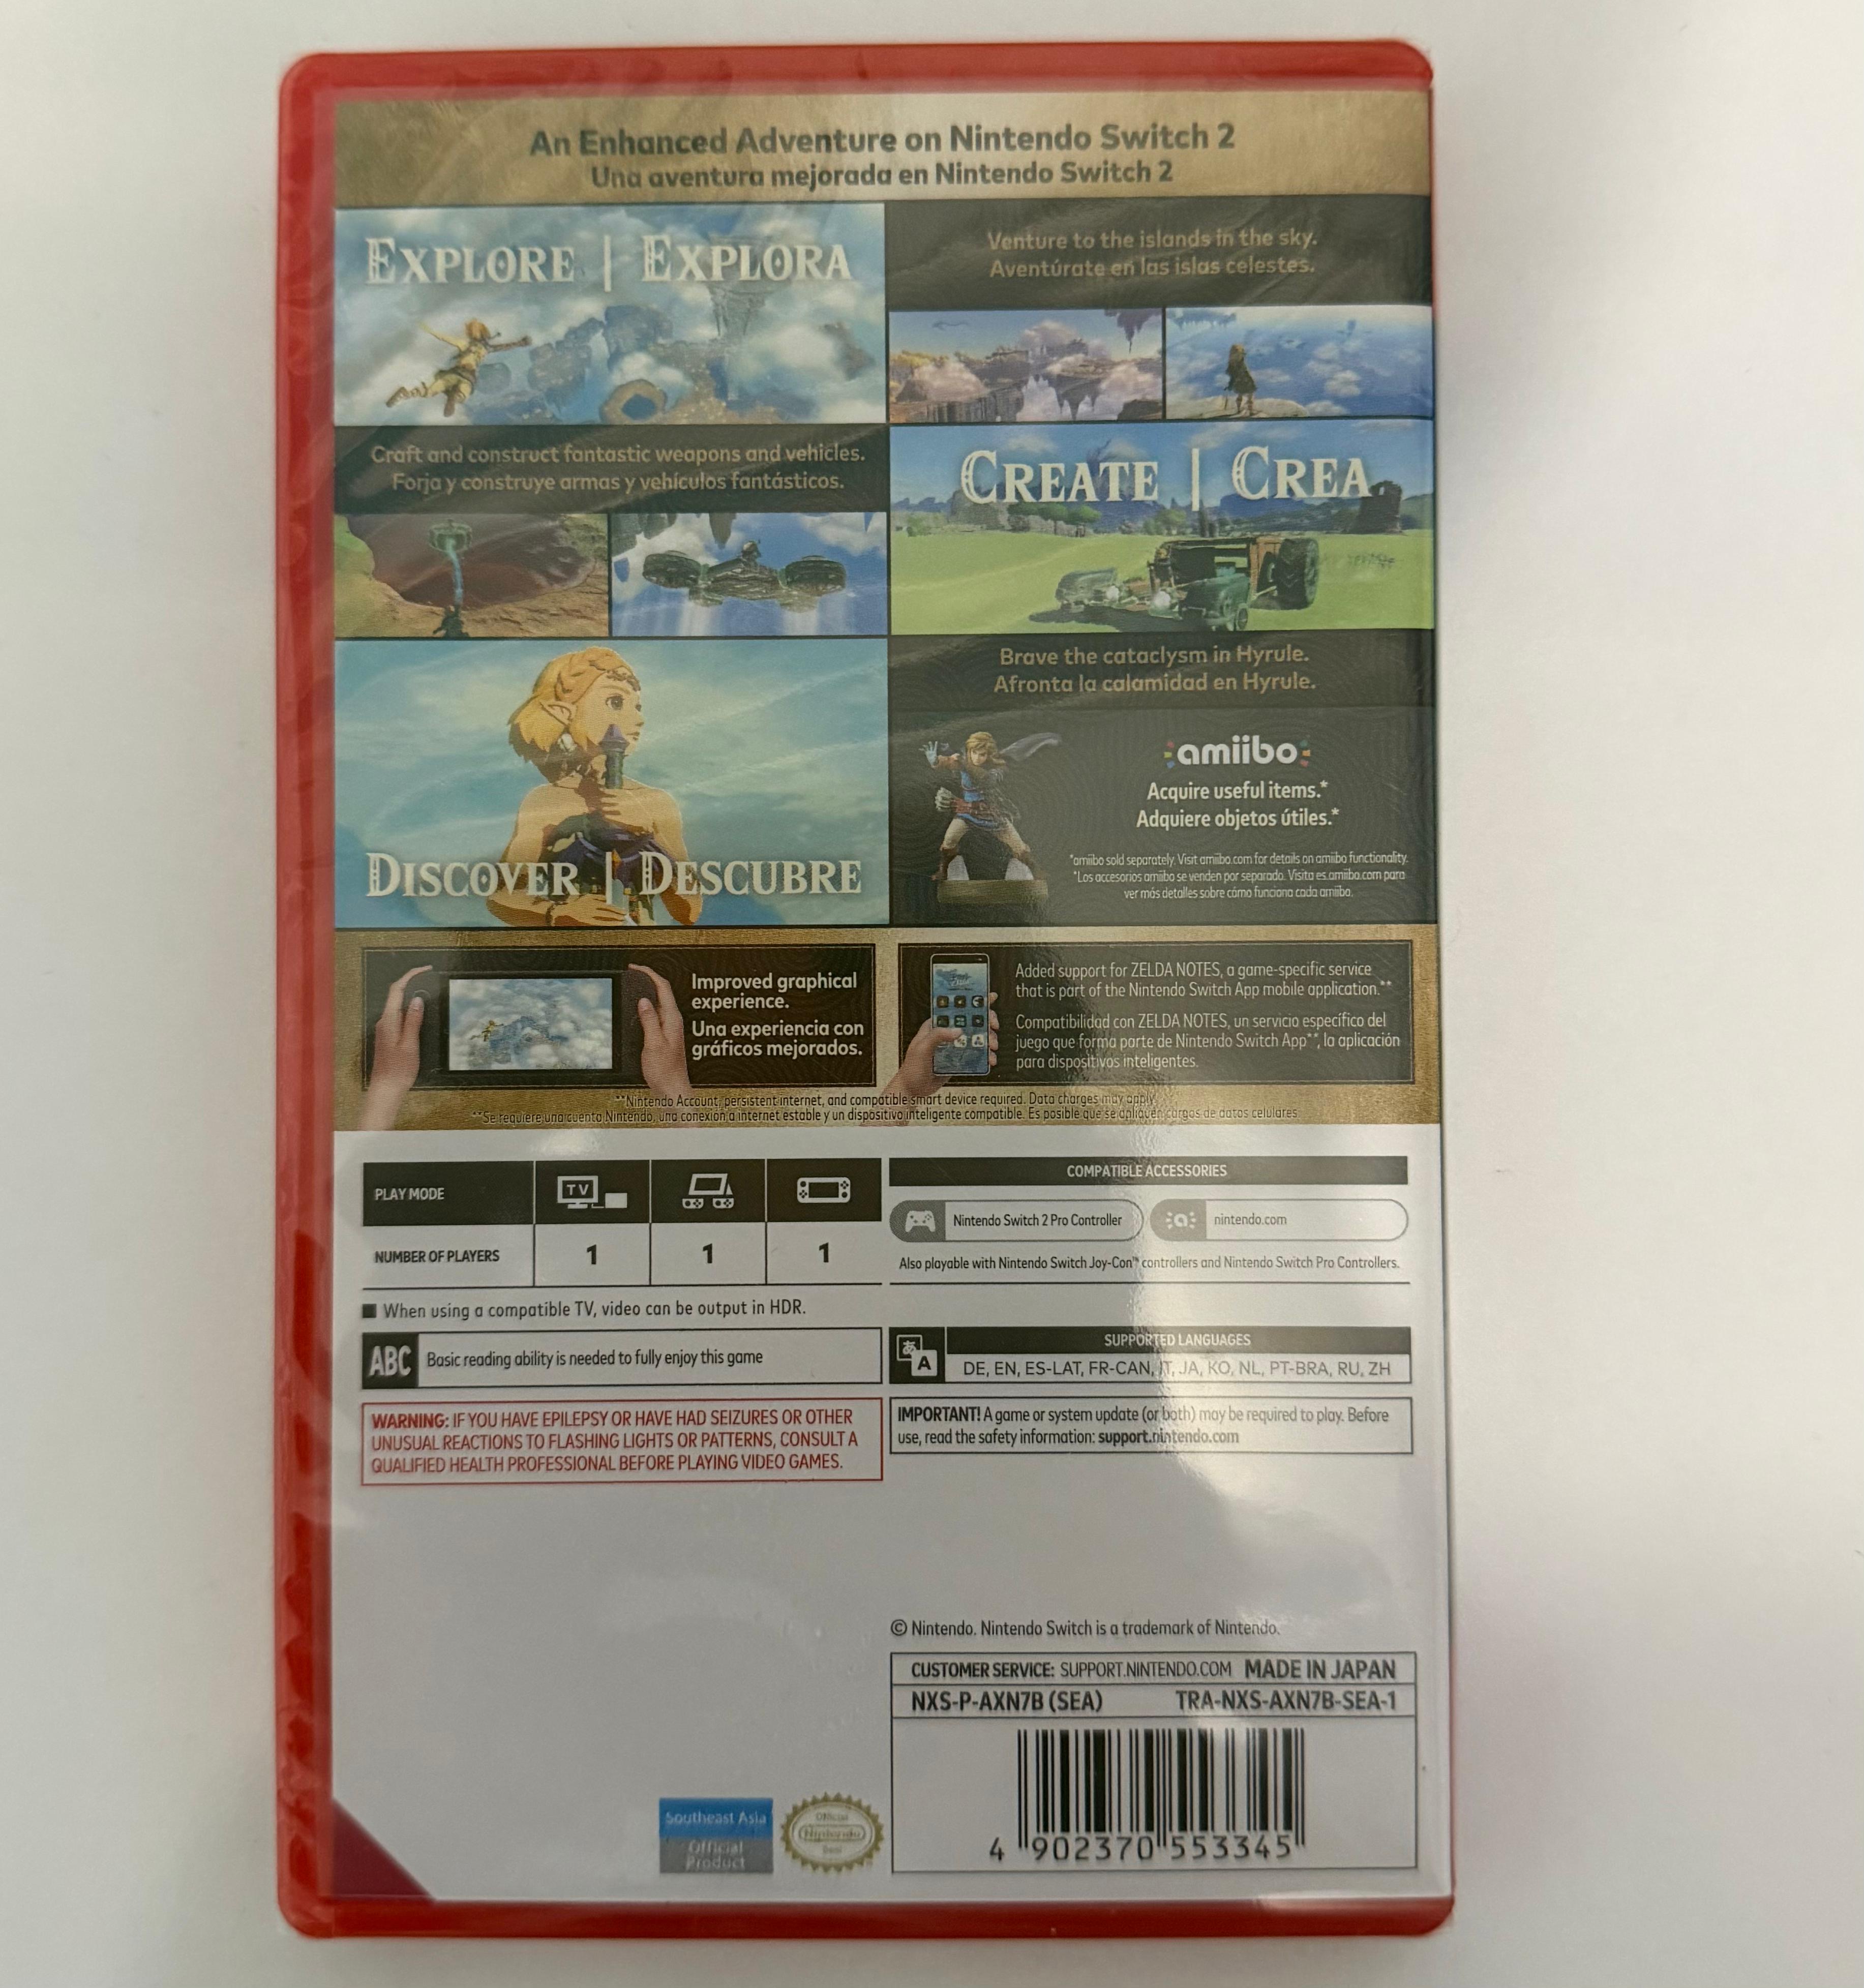 An Enhanced Adventure on Nintendo Switch 2
Una aventura mejorada en Nintendo Switch 2
EXPLORE | EXPLORA
Venture to the islands in the sky.
Aventúrate en las islas celestes.
Craft and construct fantastic weapons and vehicles.
Forja y construye armas y vehículos fantásticos.
CREATE | CREA
DISCOVER | DESCUBRE
Brave the cataclysm in Hyrule.
Afronta la calamidad en Hyrule.
amiibo
Acquire useful items.*
Adquiere objetos útiles.*
*amiibo sold separately. Visit amiibo.com for details on amiibo functionality.
*Los accesorios amiibo se venden por separado. Visita es.amiibo.com para
ver más detalles sobre cómo funciona cada amiibo.
Improved graphical
experience.
Una experiencia con
gráficos mejorados.
Added support for ZELDA NOTES, a game-specific service
that is part of the Nintendo Switch App mobile application.**
Compatibilidad con ZELDA NOTES, un servicio específico del
juego que forma parte de Nintendo Switch App**, la aplicación
para dispositivos inteligentes.
**Nintendo Account, persistent internet, and compatible smart device required. Data charges may apply.
**Se requiere una cuenta Nintendo, una conexión a internet estable y un dispositivo inteligente compatible. Es posible que se apliquen cargos de datos celulares.
PLAY MODE
TV
NUMBER OF PLAYERS
1 1 1
COMPATIBLE ACCESSORIES
Nintendo Switch 2 Pro Controller
nintendo.com
Also playable with Nintendo Switch Joy-Con™ controllers and Nintendo Switch Pro Controllers.
When using a compatible TV, video can be output in HDR.
ABC Basic reading ability is needed to fully enjoy this game
あ A
SUPPORTED LANGUAGES
DE, EN, ES-LAT, FR-CAN, IT, JA, KO, NL, PT-BRA, RU, ZH
WARNING: IF YOU HAVE EPILEPSY OR HAVE HAD SEIZURES OR OTHER
UNUSUAL REACTIONS TO FLASHING LIGHTS OR PATTERNS, CONSULT A
QUALIFIED HEALTH PROFESSIONAL BEFORE PLAYING VIDEO GAMES.
IMPORTANT! A game or system update (or both) may be required to play. Before
use, read the safety information: support.nintendo.com
© Nintendo. Nintendo Switch is a trademark of Nintendo.
CUSTOMER SERVICE: SUPPORT.NINTENDO.COM MADE IN JAPAN
NXS-P-AXN7B (SEA) TRA-NXS-AXN7B-SEA-1
4 902370 553345
Southeast Asia
Official
Product
Official
Nintendo
Seal